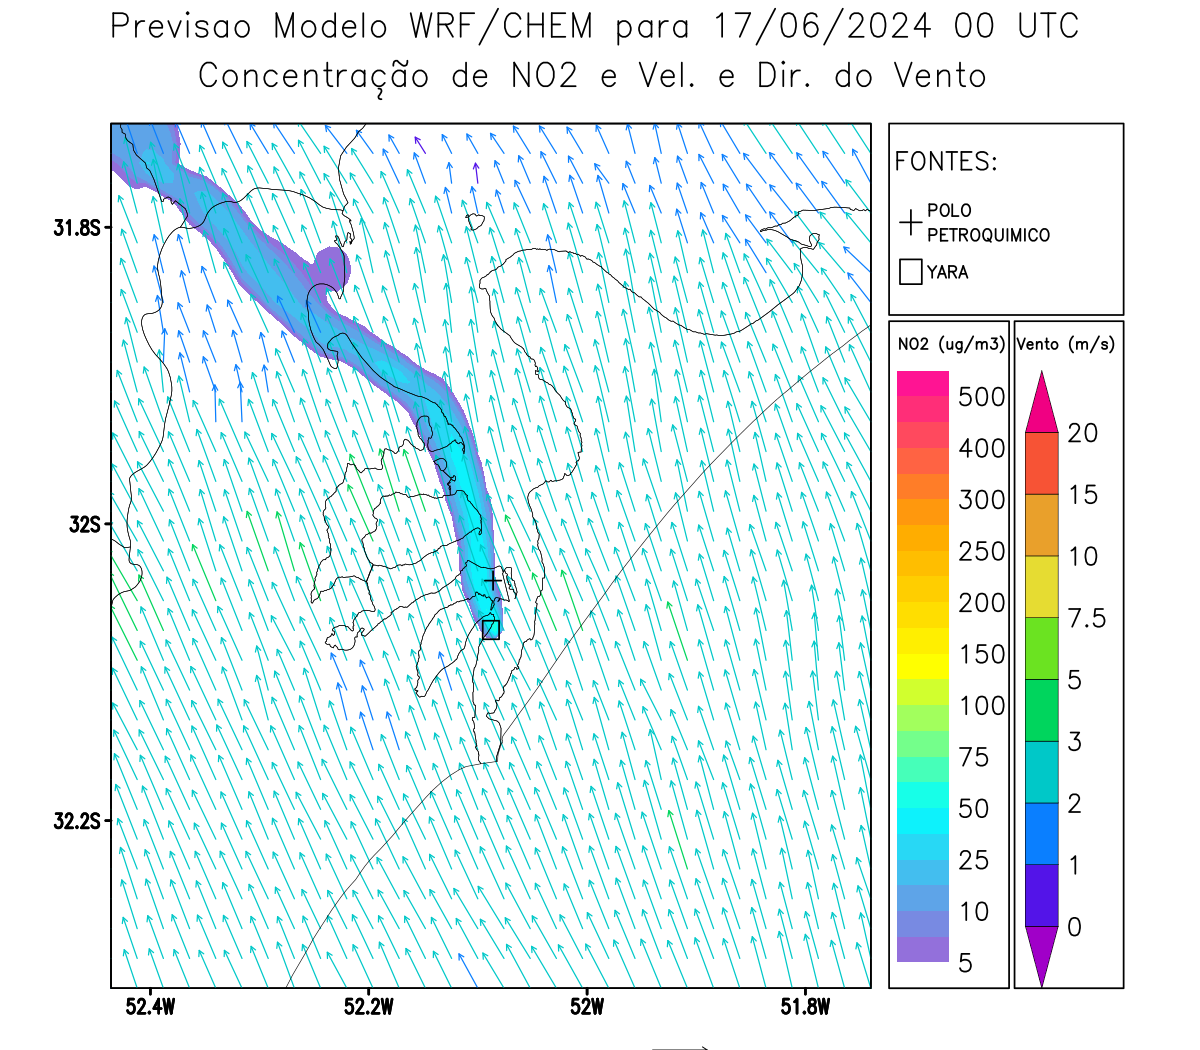 Previsao Modelo WRF/CHEM para 17/06/2024 00 UTC
Concentração de NO2 e Vel. e Dir. do Vento
FONTES:
POLO
PETROQUIMICO
YARA
31.8S
32S
32.2S
52.4W
52.2W
52W
51.8W
NO2 (ug/m3)
500
400
300
250
200
150
100
75
50
25
10
5
Vento (m/s)
20
15
10
7.5
5
3
2
1
0